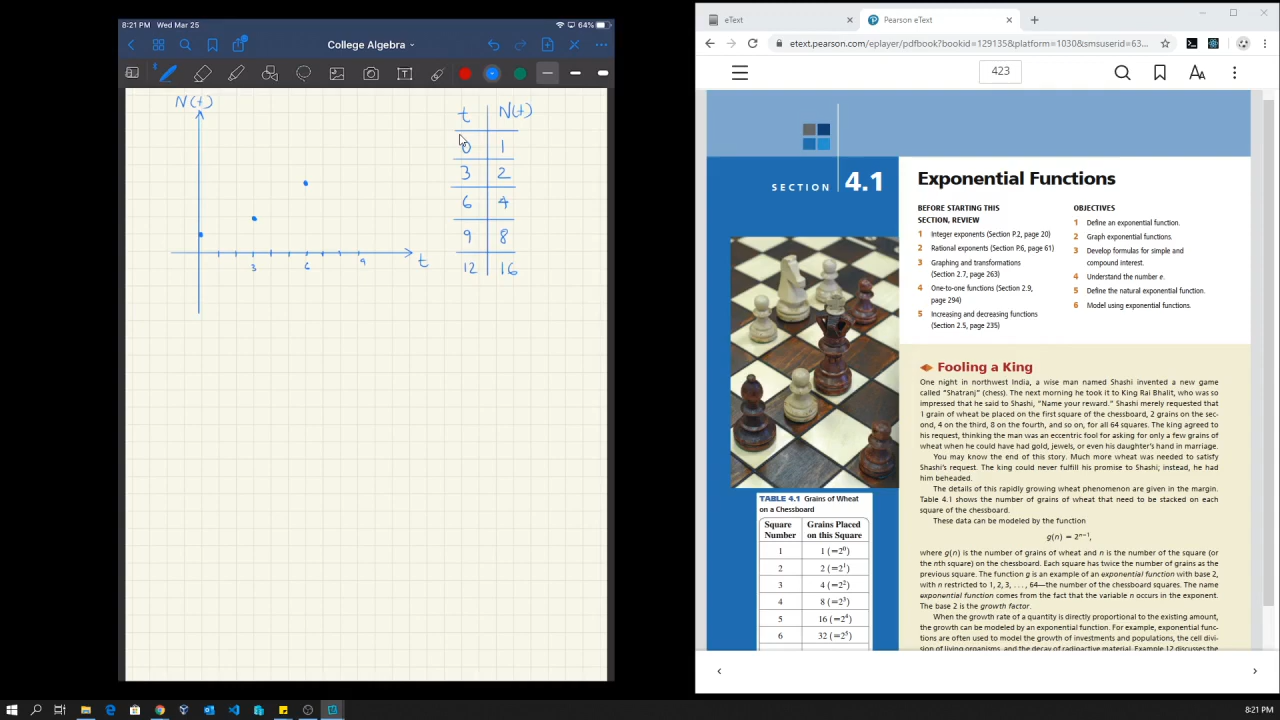 8:21 PM Wed Mar 25
64%
College Algebra
N(t)
t
3
6
9
t N(t)
0 1
3 2
6 4
9 8
12 16
eText
Pearson eText
etext.pearson.com/eplayer/pdfbook?bookid=129135&platform=1030&smsuserid=63...
423
SECTION 4.1
Exponential Functions
BEFORE STARTING THIS
SECTION, REVIEW
1 Integer exponents (Section P.2, page 20)
2 Rational exponents (Section P.6, page 61)
3 Graphing and transformations
(Section 2.7, page 263)
4 One-to-one functions (Section 2.9,
page 294)
5 Increasing and decreasing functions
(Section 2.5, page 235)
OBJECTIVES
1 Define an exponential function.
2 Graph exponential functions.
3 Develop formulas for simple and
compound interest.
4 Understand the number e.
5 Define the natural exponential function.
6 Model using exponential functions.
Fooling a King
One night in northwest India, a wise man named Shashi invented a new game
called "Shatranj" (chess). The next morning he took it to King Rai Bhalit, who was so
impressed that he said to Shashi, "Name your reward." Shashi merely requested that
1 grain of wheat be placed on the first square of the chessboard, 2 grains on the sec-
ond, 4 on the third, 8 on the fourth, and so on, for all 64 squares. The king agreed to
his request, thinking the man was an eccentric fool for asking for only a few grains of
wheat when he could have had gold, jewels, or even his daughter's hand in marriage.
You may know the end of this story. Much more wheat was needed to satisfy
Shashi's request. The king could never fulfill his promise to Shashi; instead, he had
him beheaded.
The details of this rapidly growing wheat phenomenon are given in the margin.
Table 4.1 shows the number of grains of wheat that need to be stacked on each
square of the chessboard.
These data can be modeled by the function
g(n) = 2ⁿ⁻¹,
where g(n) is the number of grains of wheat and n is the number of the square (or
the nth square) on the chessboard. Each square has twice the number of grains as the
previous square. The function g is an example of an exponential function with base 2,
with n restricted to 1, 2, 3, . . . , 64—the number of the chessboard squares. The name
exponential function comes from the fact that the variable n occurs in the exponent.
The base 2 is the growth factor.
When the growth rate of a quantity is directly proportional to the existing amount,
the growth can be modeled by an exponential function. For example, exponential func-
tions are often used to model the growth of investments and populations, the cell divi-
sion of living organisms, and the decay of radioactive material. Example 12 discusses the
TABLE 4.1 Grains of Wheat
on a Chessboard
Square Number Grains Placed on this Square
1 1 (=2⁰)
2 2 (=2¹)
3 4 (=2²)
4 8 (=2³)
5 16 (=2⁴)
6 32 (=2⁵)
8:21 PM